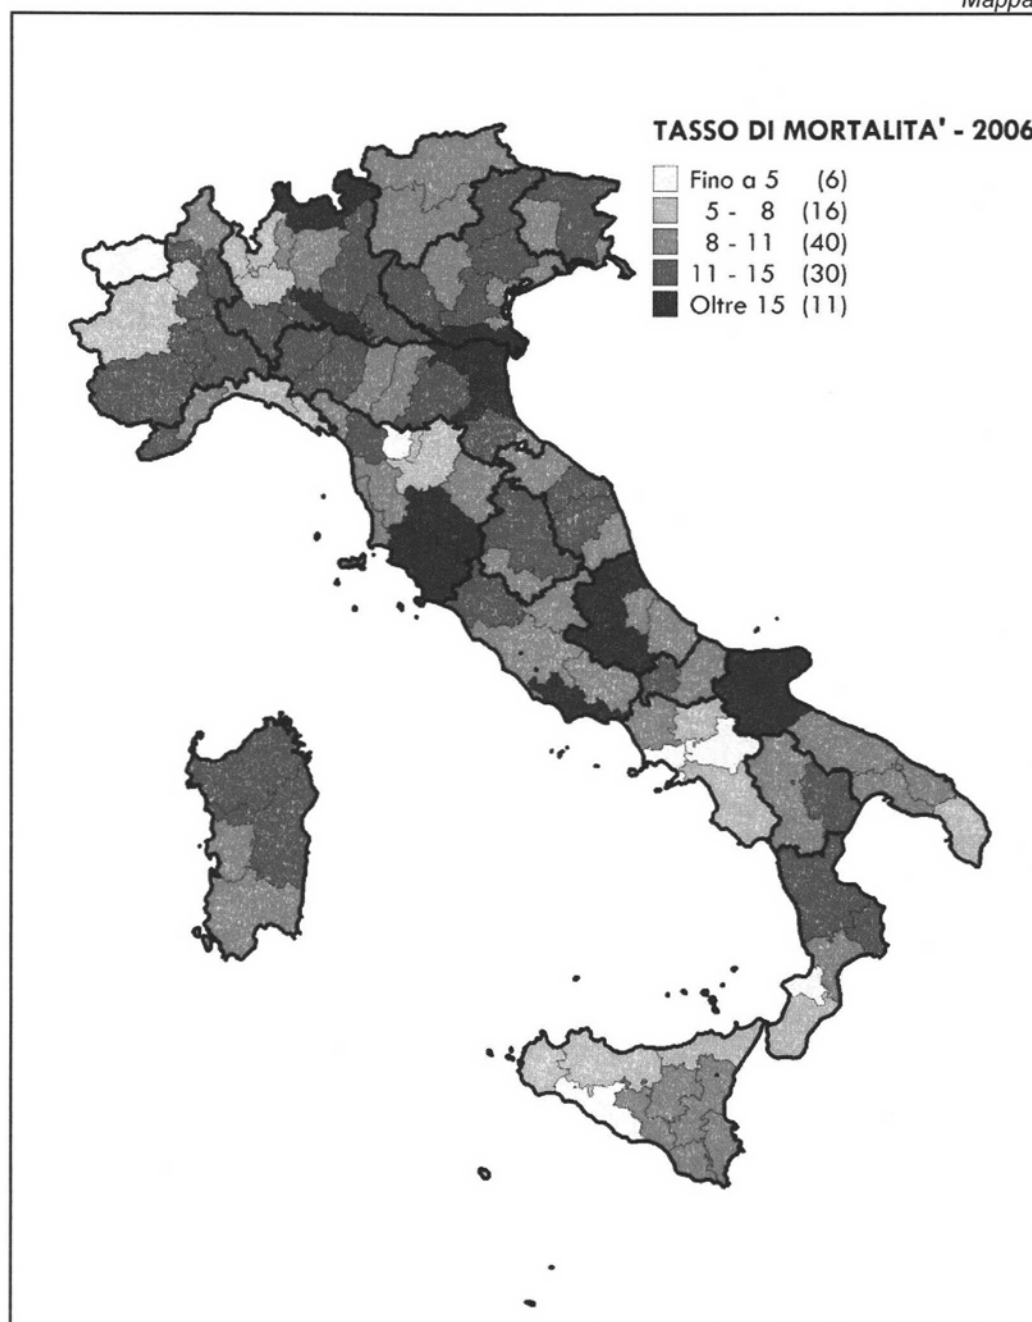 Mappa
TASSO DI MORTALITA' - 2006
Fino a 5 (6)
5 - 8 (16)
8 - 11 (40)
11 - 15 (30)
Oltre 15 (11)